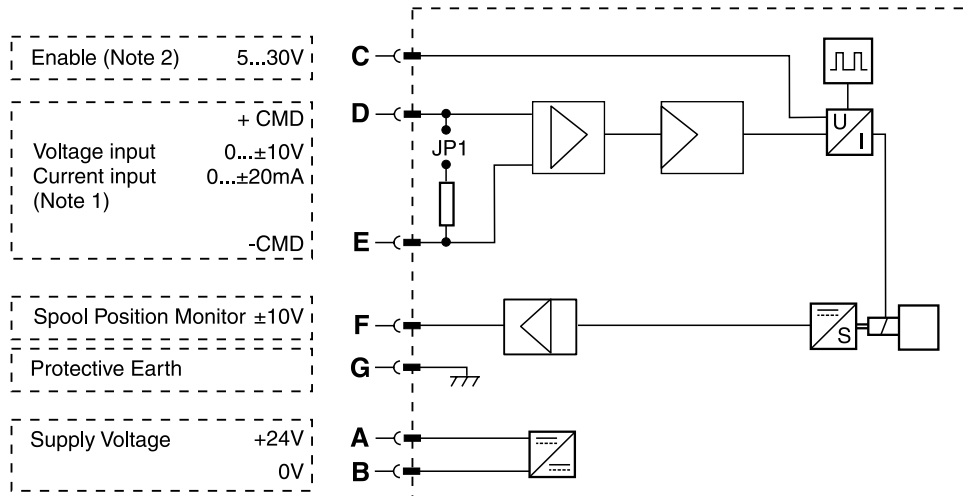 Enable (Note 2) 5...30V C
+ CMD D
Voltage input 0...±10V
Current input 0...±20mA
(Note 1)
-CMD E
JP1
U
I
Spool Position Monitor ±10V F
S
Protective Earth G
Supply Voltage +24V A
0V B